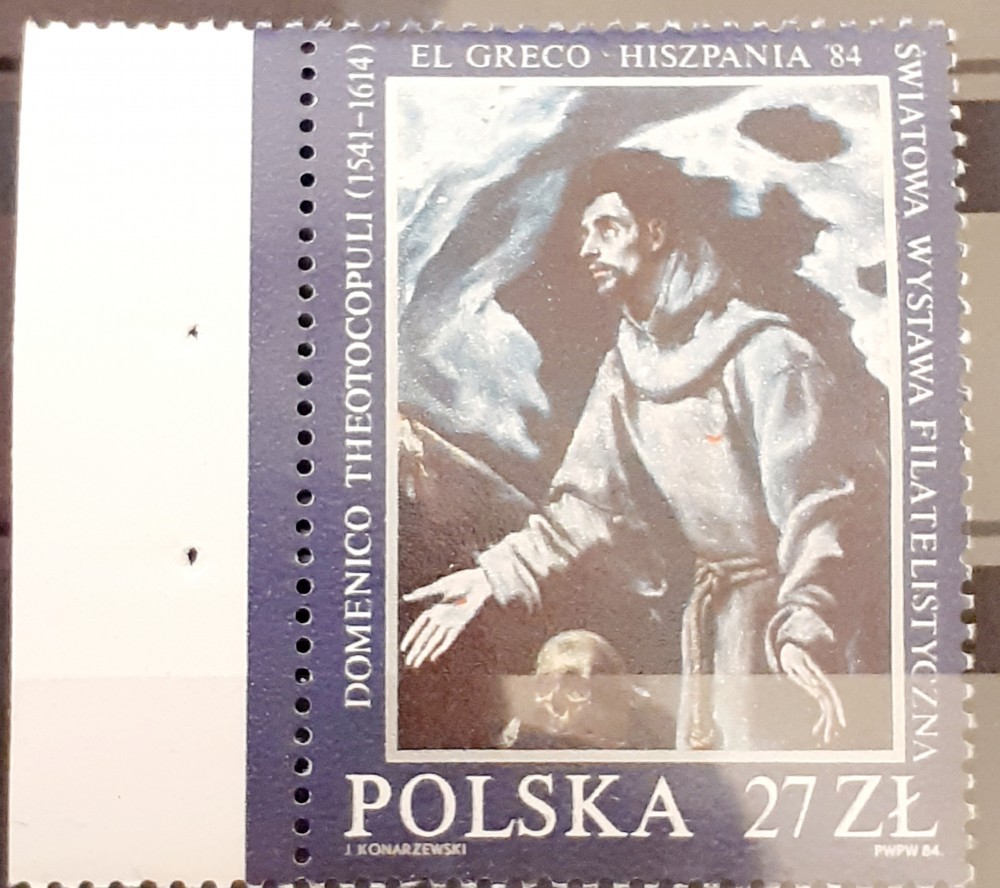 EL GRECO · HISZPANIA '84
DOMENICO THEOTOCOPULI (1541-1614)
ŚWIATOWA WYSTAWA FILATELISTYCZNA
POLSKA 27 ZŁ
J. KONARZEWSKI
PWPW 84.